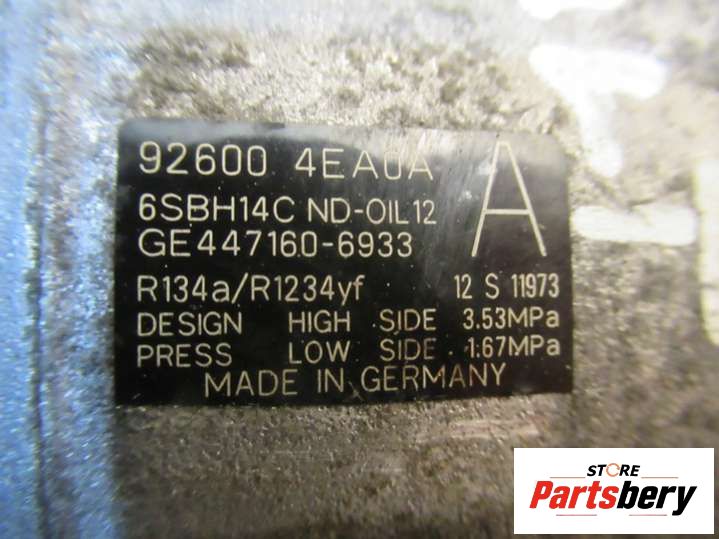 92600 4EA0A
A
6SBH14C ND-OIL12
GE447160-6933
R134a/R1234yf 12 S 11973
DESIGN HIGH SIDE 3.53MPa
PRESS LOW SIDE 1.67MPa
MADE IN GERMANY
STORE
Partsbery